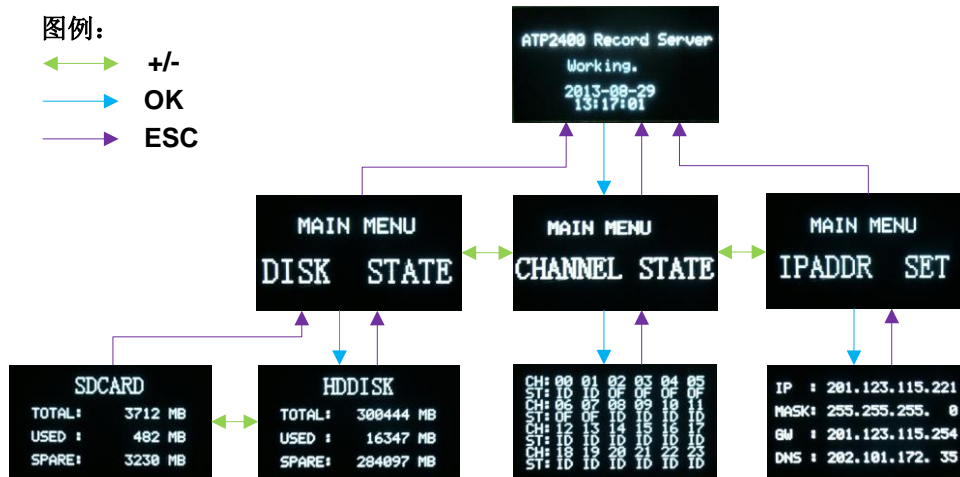 图例：
+/-
OK
ESC
ATP2400 Record Server
Working.
2013-08-29
13:17:01
MAIN MENU
DISK STATE
MAIN MENU
CHANNEL STATE
MAIN MENU
IPADDR SET
SDCARD
TOTAL: 3712 MB
USED : 482 MB
SPARE: 3230 MB
HDDISK
TOTAL: 300444 MB
USED : 16347 MB
SPARE: 284097 MB
CH: 00 01 02 03 04 05
ST: ID ID OF OF OF OF
CH: 06 07 08 09 10 11
ST: OF OF ID ID ID ID
CH: 12 13 14 15 16 17
ST: ID ID ID ID ID ID
CH: 18 19 20 21 22 23
ST: ID ID ID ID ID ID
IP : 201.123.115.221
MASK: 255.255.255. 0
GW : 201.123.115.254
DNS : 202.101.172. 35